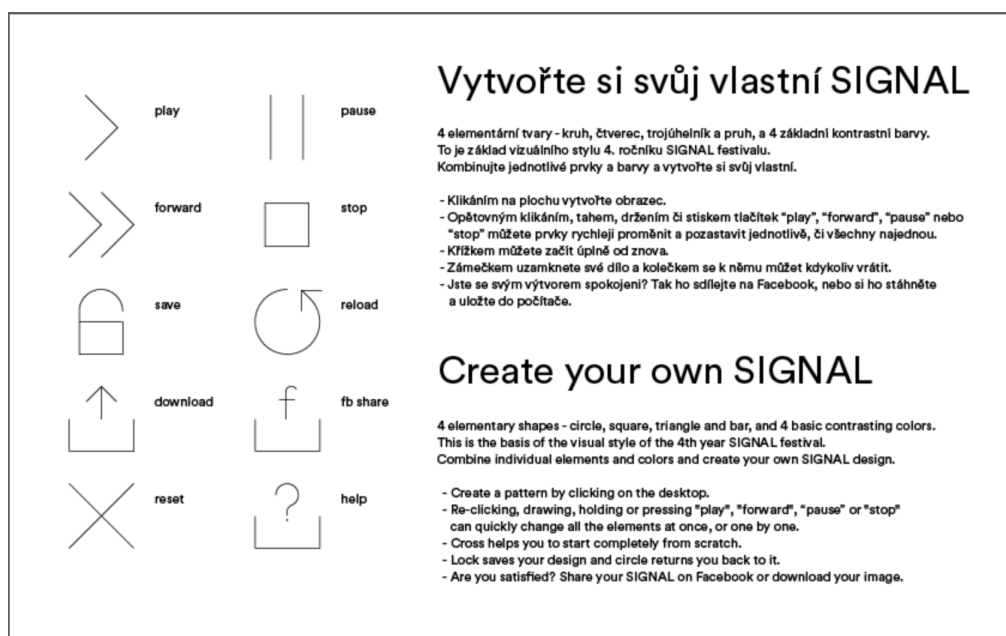 play
pause
forward
stop
save
reload
download
fb share
reset
help
Vytvořte si svůj vlastní SIGNAL
4 elementární tvary - kruh, čtverec, trojúhelník a pruh, a 4 základní kontrastní barvy.
To je základ vizuálního stylu 4. ročníku SIGNAL festivalu.
Kombinujte jednotlivé prvky a barvy a vytvořte si svůj vlastní.
- Klikáním na plochu vytvořte obrazec.
- Opětovným klikáním, tahem, držením či stiskem tlačítek “play”, “forward”, “pause” nebo
“stop” můžete prvky rychleji proměnit a pozastavit jednotlivě, či všechny najednou.
- Křížkem můžete začít úplně od znova.
- Zámečkem uzamknete své dílo a kolečkem se k němu můžet kdykoliv vrátit.
- Jste se svým výtvorem spokojeni? Tak ho sdílejte na Facebook, nebo si ho stáhněte
a uložte do počítače.
Create your own SIGNAL
4 elementary shapes - circle, square, triangle and bar, and 4 basic contrasting colors.
This is the basis of the visual style of the 4th year SIGNAL festival.
Combine individual elements and colors and create your own SIGNAL design.
- Create a pattern by clicking on the desktop.
- Re-clicking, drawing, holding or pressing "play", "forward", “pause” or "stop"
can quickly change all the elements at once, or one by one.
- Cross helps you to start completely from scratch.
- Lock saves your design and circle returns you back to it.
- Are you satisfied? Share your SIGNAL on Facebook or download your image.